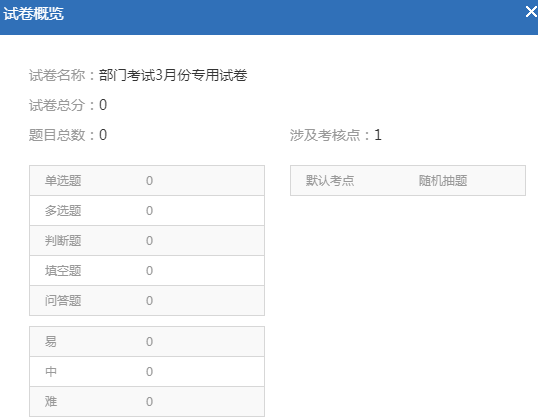 试卷概览
试卷名称：部门考试3月份专用试卷
试卷总分：0
题目总数：0 涉及考核点：1
单选题 0 默认考点 随机抽题
多选题 0
判断题 0
填空题 0
问答题 0
易 0
中 0
难 0